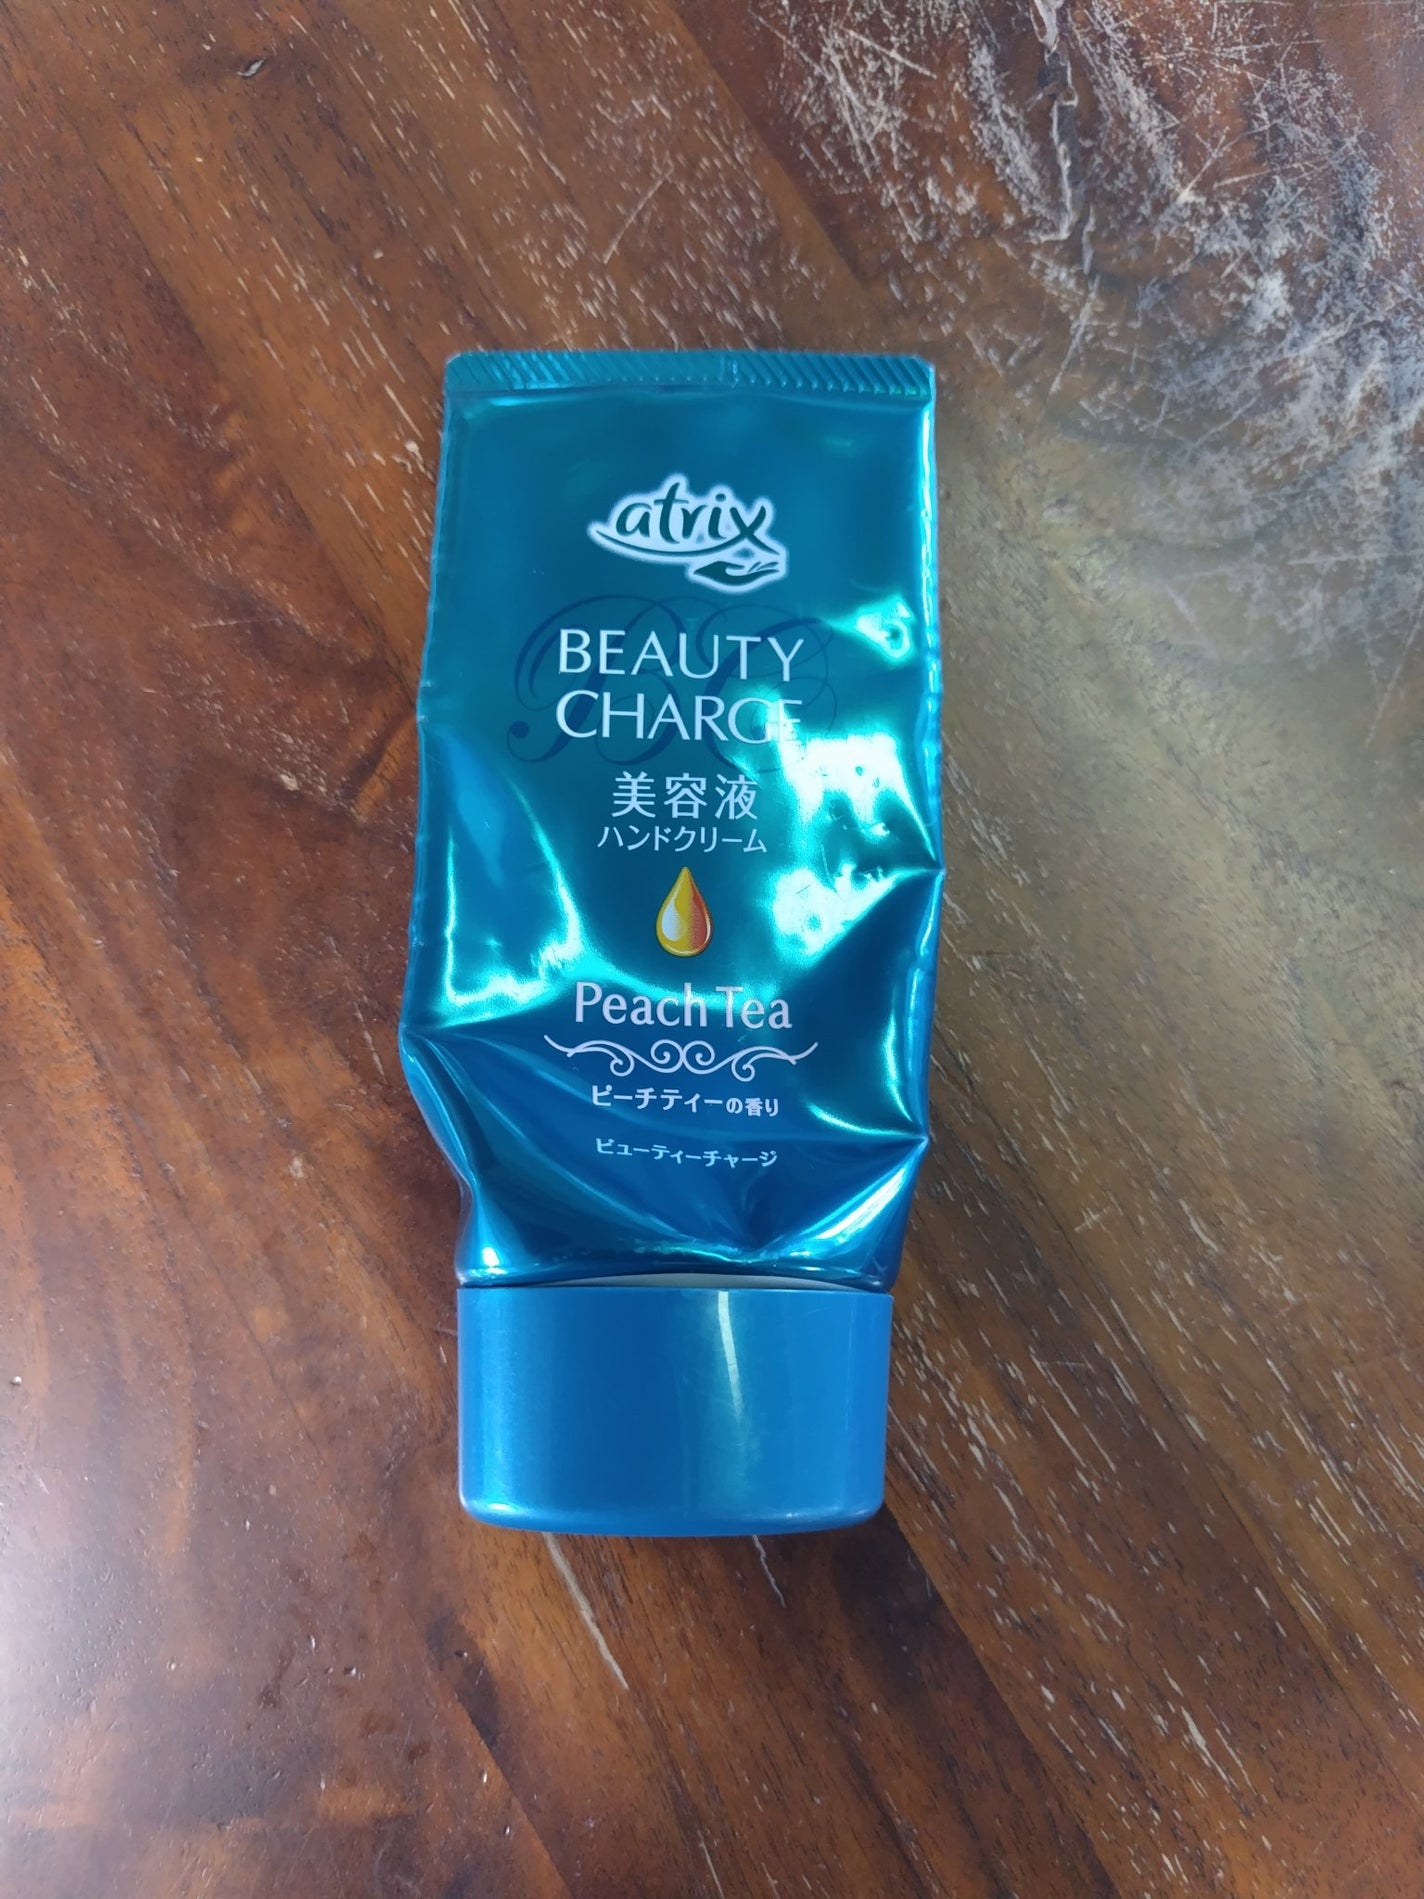 atrix
BEAUTY
CHARGE
美容液
ハンドクリーム
Peach Tea
ピーチティーの香り
ビューティーチャージ